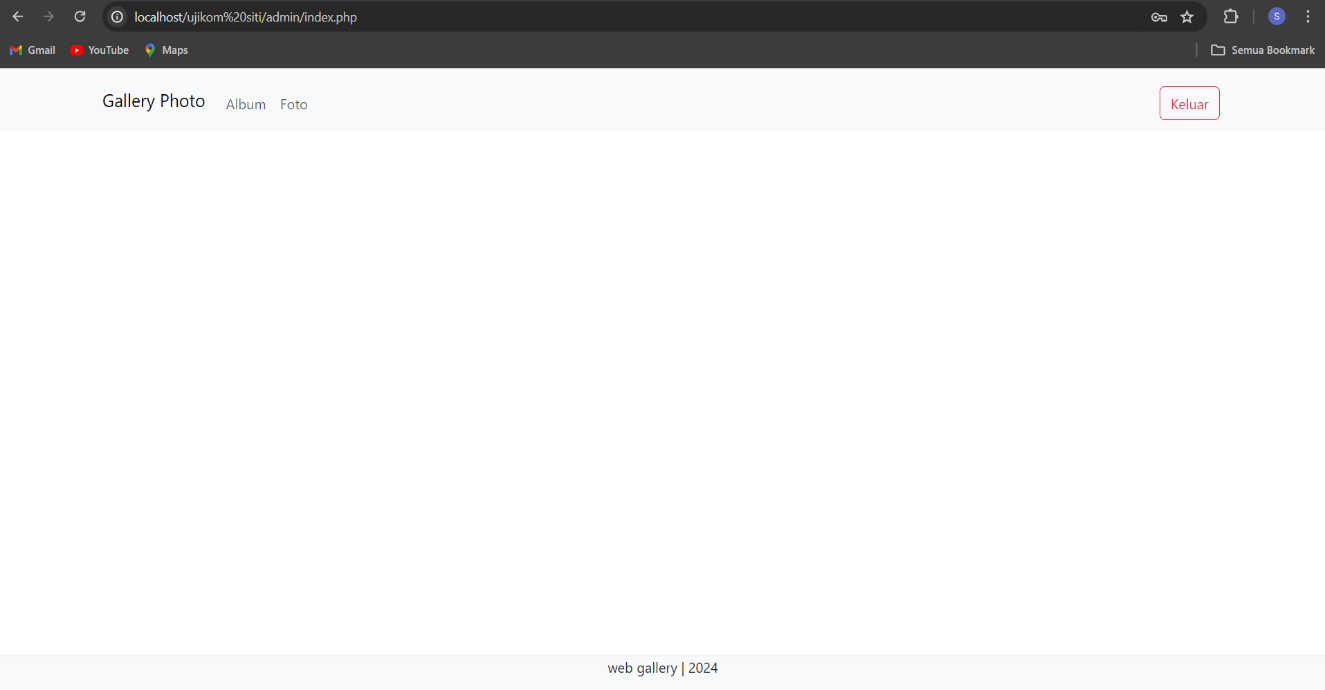 localhost/ujikom%20siti/admin/index.php
S
Gmail YouTube Maps Semua Bookmark
Gallery Photo Album Foto Keluar
web gallery | 2024